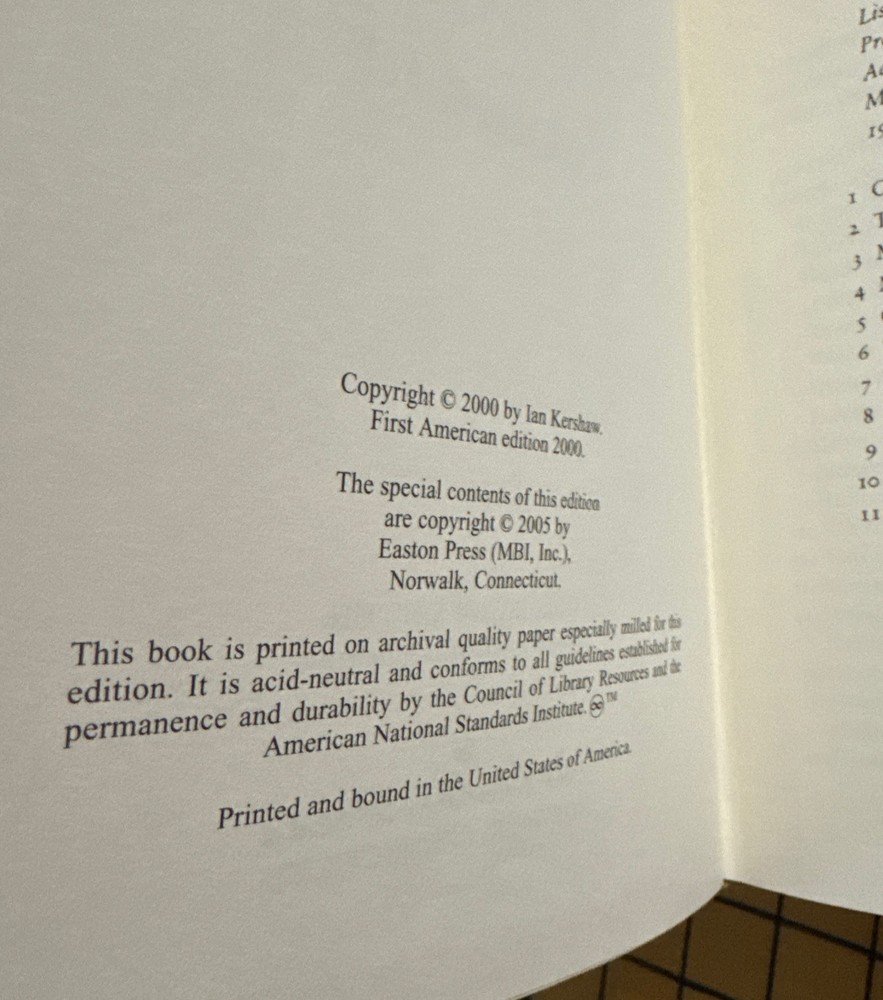 Copyright © 2000 by Ian Kershaw.
First American edition 2000.
The special contents of this edition
are copyright © 2005 by
Easton Press (MBI, Inc.),
Norwalk, Connecticut.
This book is printed on archival quality paper especially milled for this
edition. It is acid-neutral and conforms to all guidelines established for
permanence and durability by the Council of Library Resources and the
American National Standards Institute. ♾™
Printed and bound in the United States of America.
1
2
3
4
5
6
7
8
9
10
11